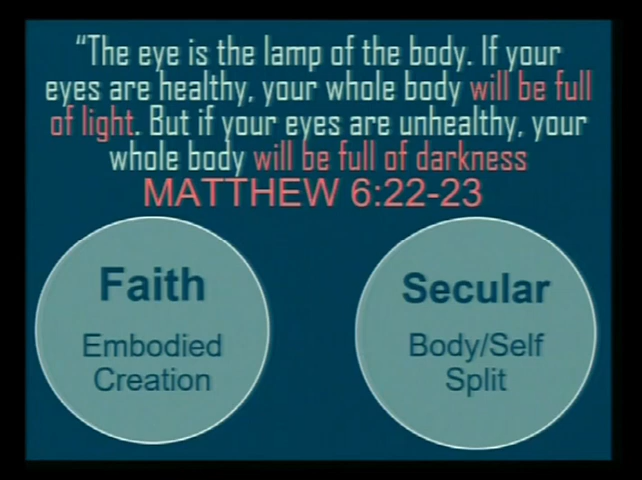 “The eye is the lamp of the body. If your
eyes are healthy, your whole body will be full
of light. But if your eyes are unhealthy, your
whole body will be full of darkness
MATTHEW 6:22-23
Faith
Embodied
Creation
Secular
Body/Self
Split